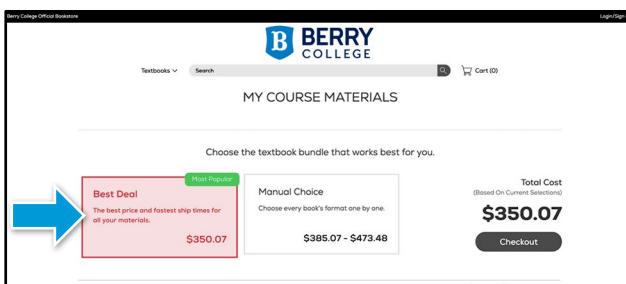 Berry College Official Bookstore
Login/Sign
B BERRY
COLLEGE
Textbooks
Search
Cart (0)
MY COURSE MATERIALS
Choose the textbook bundle that works best for you.
Most Popular
Best Deal
The best price and fastest ship times for
all your materials.
$350.07
Manual Choice
Choose every book's format one by one.
$385.07 - $473.48
Total Cost
(Based On Current Selections)
$350.07
Checkout